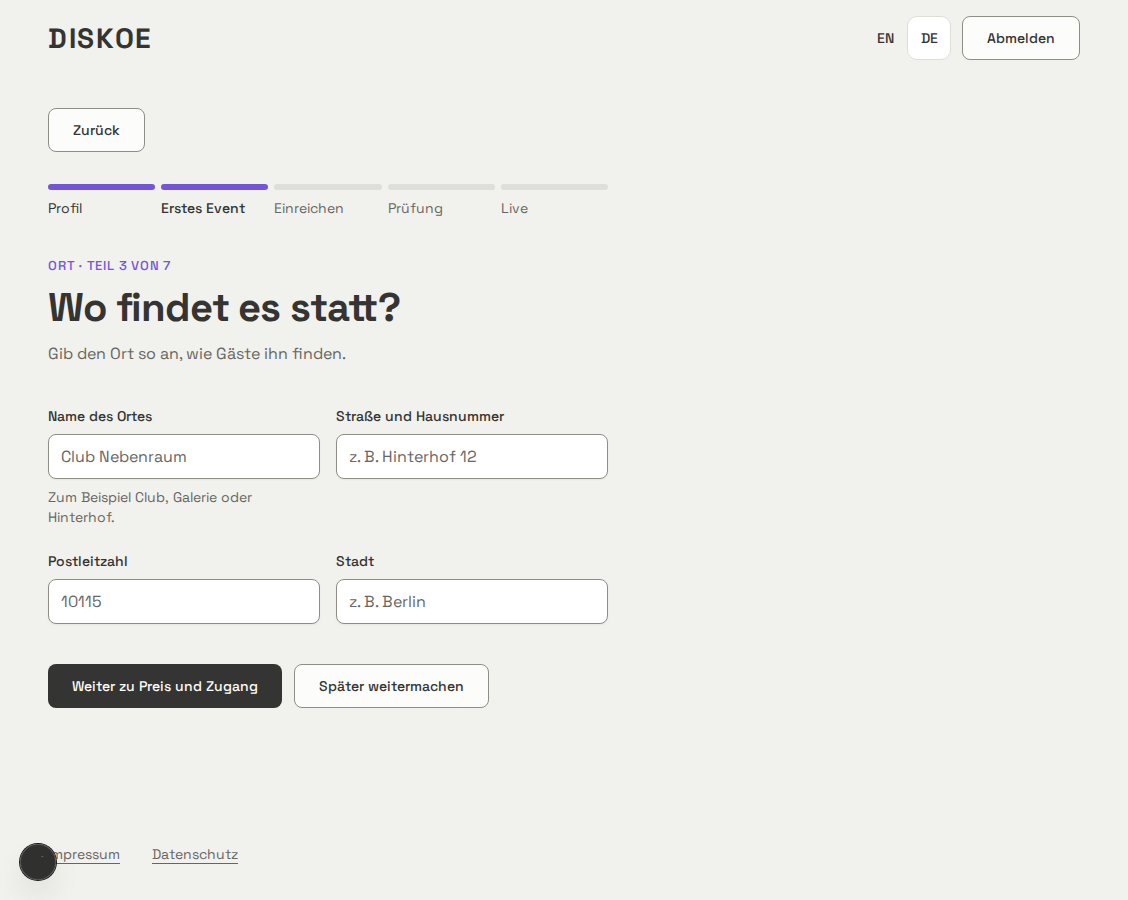 DISKOE
EN DE Abmelden
Zurück
Profil Erstes Event Einreichen Prüfung Live
ORT · TEIL 3 VON 7
Wo findet es statt?
Gib den Ort so an, wie Gäste ihn finden.
Name des Ortes Straße und Hausnummer
Club Nebenraum z. B. Hinterhof 12
Zum Beispiel Club, Galerie oder
Hinterhof.
Postleitzahl Stadt
10115 z. B. Berlin
Weiter zu Preis und Zugang Später weitermachen
mpressum Datenschutz